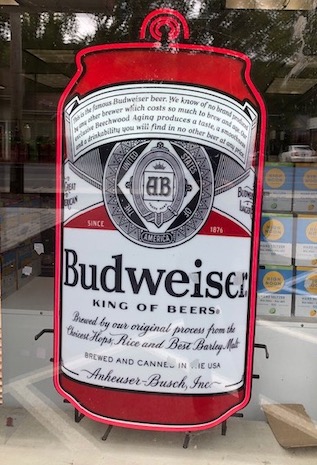 This is the famous Budweiser beer. We know of no brand produced
by any other brewer which costs so much to brew and age. Our
exclusive Beechwood Aging produces a taste, a smoothness
and a drinkability you will find in no other beer at any price.
AB
AMERICA
SINCE 1876
Budweiser
KING OF BEERS®
Brewed by our original process from the
Choicest Hops, Rice and Best Barley Malt
BREWED AND CANNED IN THE USA
Anheuser-Busch, Inc.